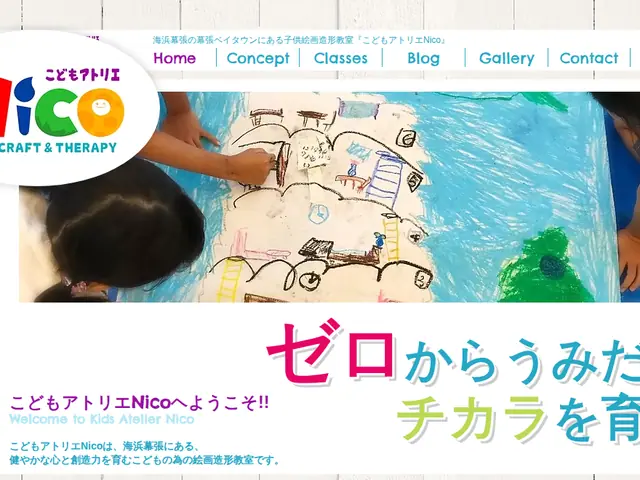 海浜幕張の幕張ベイタウンにある子供絵画造形教室『こどもアトリエNico』
こどもアトリエ
Nico
CRAFT & THERAPY
Home Concept Classes Blog Gallery Contact
6
5
4
3
ゼロからうみだ
チカラを育
こどもアトリエNicoへようこそ!!
Welcome to Kids Atelier Nico
こどもアトリエNicoは、海浜幕張にある、
健やかな心と創造力を育むこどもの為の絵画造形教室です。